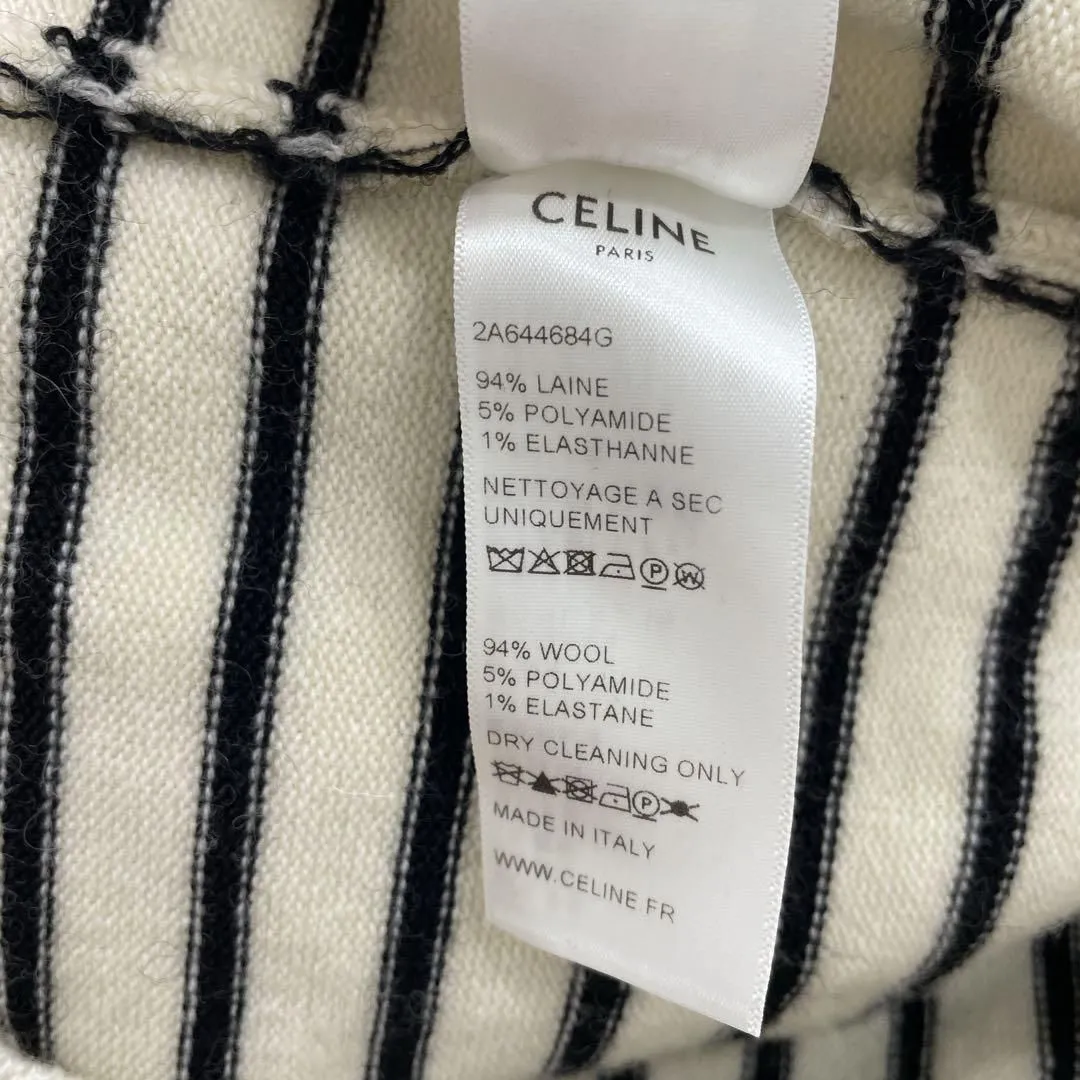 CELINE
PARIS
2A644684G
94% LAINE
5% POLYAMIDE
1% ELASTHANNE
NETTOYAGE A SEC
UNIQUEMENT
P W
94% WOOL
5% POLYAMIDE
1% ELASTANE
DRY CLEANING ONLY
P
MADE IN ITALY
WWW.CELINE.FR